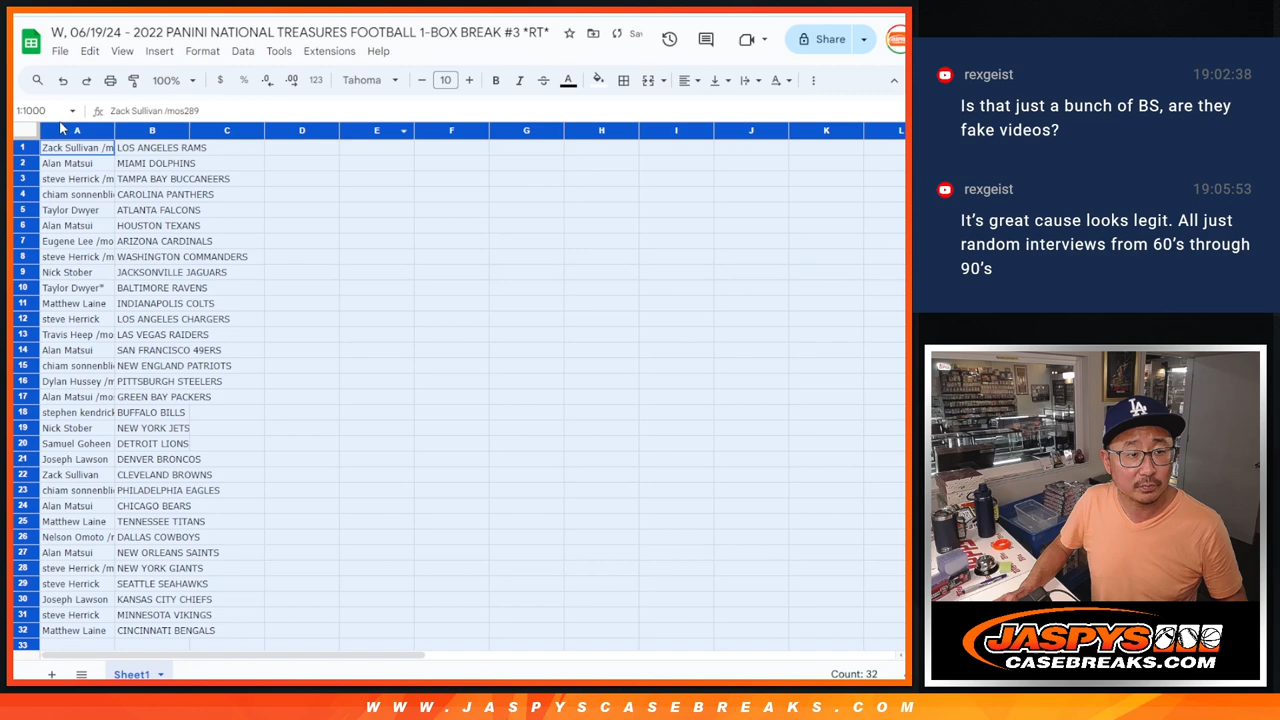 W, 06/19/24 - 2022 PANINI NATIONAL TREASURES FOOTBALL 1-BOX BREAK #3 *RT*
File Edit View Insert Format Data Tools Extensions Help
Share
100% $ % .0 .00 123 Tahoma 10 B I S A
1:1000 fx Zack Sullivan /mos289
A B C D E F G H I J K L
1 Zack Sullivan /m LOS ANGELES RAMS
2 Alan Matsui MIAMI DOLPHINS
3 steve Herrick /m TAMPA BAY BUCCANEERS
4 chiam sonnenbli CAROLINA PANTHERS
5 Taylor Dwyer ATLANTA FALCONS
6 Alan Matsui HOUSTON TEXANS
7 Eugene Lee /mo ARIZONA CARDINALS
8 steve Herrick /m WASHINGTON COMMANDERS
9 Nick Stober JACKSONVILLE JAGUARS
10 Taylor Dwyer* BALTIMORE RAVENS
11 Matthew Laine INDIANAPOLIS COLTS
12 steve Herrick LOS ANGELES CHARGERS
13 Travis Heep /mo LAS VEGAS RAIDERS
14 Alan Matsui SAN FRANCISCO 49ERS
15 chiam sonnenbli NEW ENGLAND PATRIOTS
16 Dylan Hussey /m PITTSBURGH STEELERS
17 Alan Matsui /mo GREEN BAY PACKERS
18 stephen kendrick BUFFALO BILLS
19 Nick Stober NEW YORK JETS
20 Samuel Goheen DETROIT LIONS
21 Joseph Lawson DENVER BRONCOS
22 Zack Sullivan CLEVELAND BROWNS
23 chiam sonnenbli PHILADELPHIA EAGLES
24 Alan Matsui CHICAGO BEARS
25 Matthew Laine TENNESSEE TITANS
26 Nelson Omoto /r DALLAS COWBOYS
27 Alan Matsui NEW ORLEANS SAINTS
28 steve Herrick /m NEW YORK GIANTS
29 steve Herrick SEATTLE SEAHAWKS
30 Joseph Lawson KANSAS CITY CHIEFS
31 steve Herrick MINNESOTA VIKINGS
32 Matthew Laine CINCINNATI BENGALS
33
Sheet1 Count: 32
rexgeist 19:02:38
Is that just a bunch of BS, are they
fake videos?
rexgeist 19:05:53
It's great cause looks legit. All just
random interviews from 60's through
90's
LA
JASPYS
CASEBREAKS.COM
WWW.JASPYSCASEBREAKS.COM